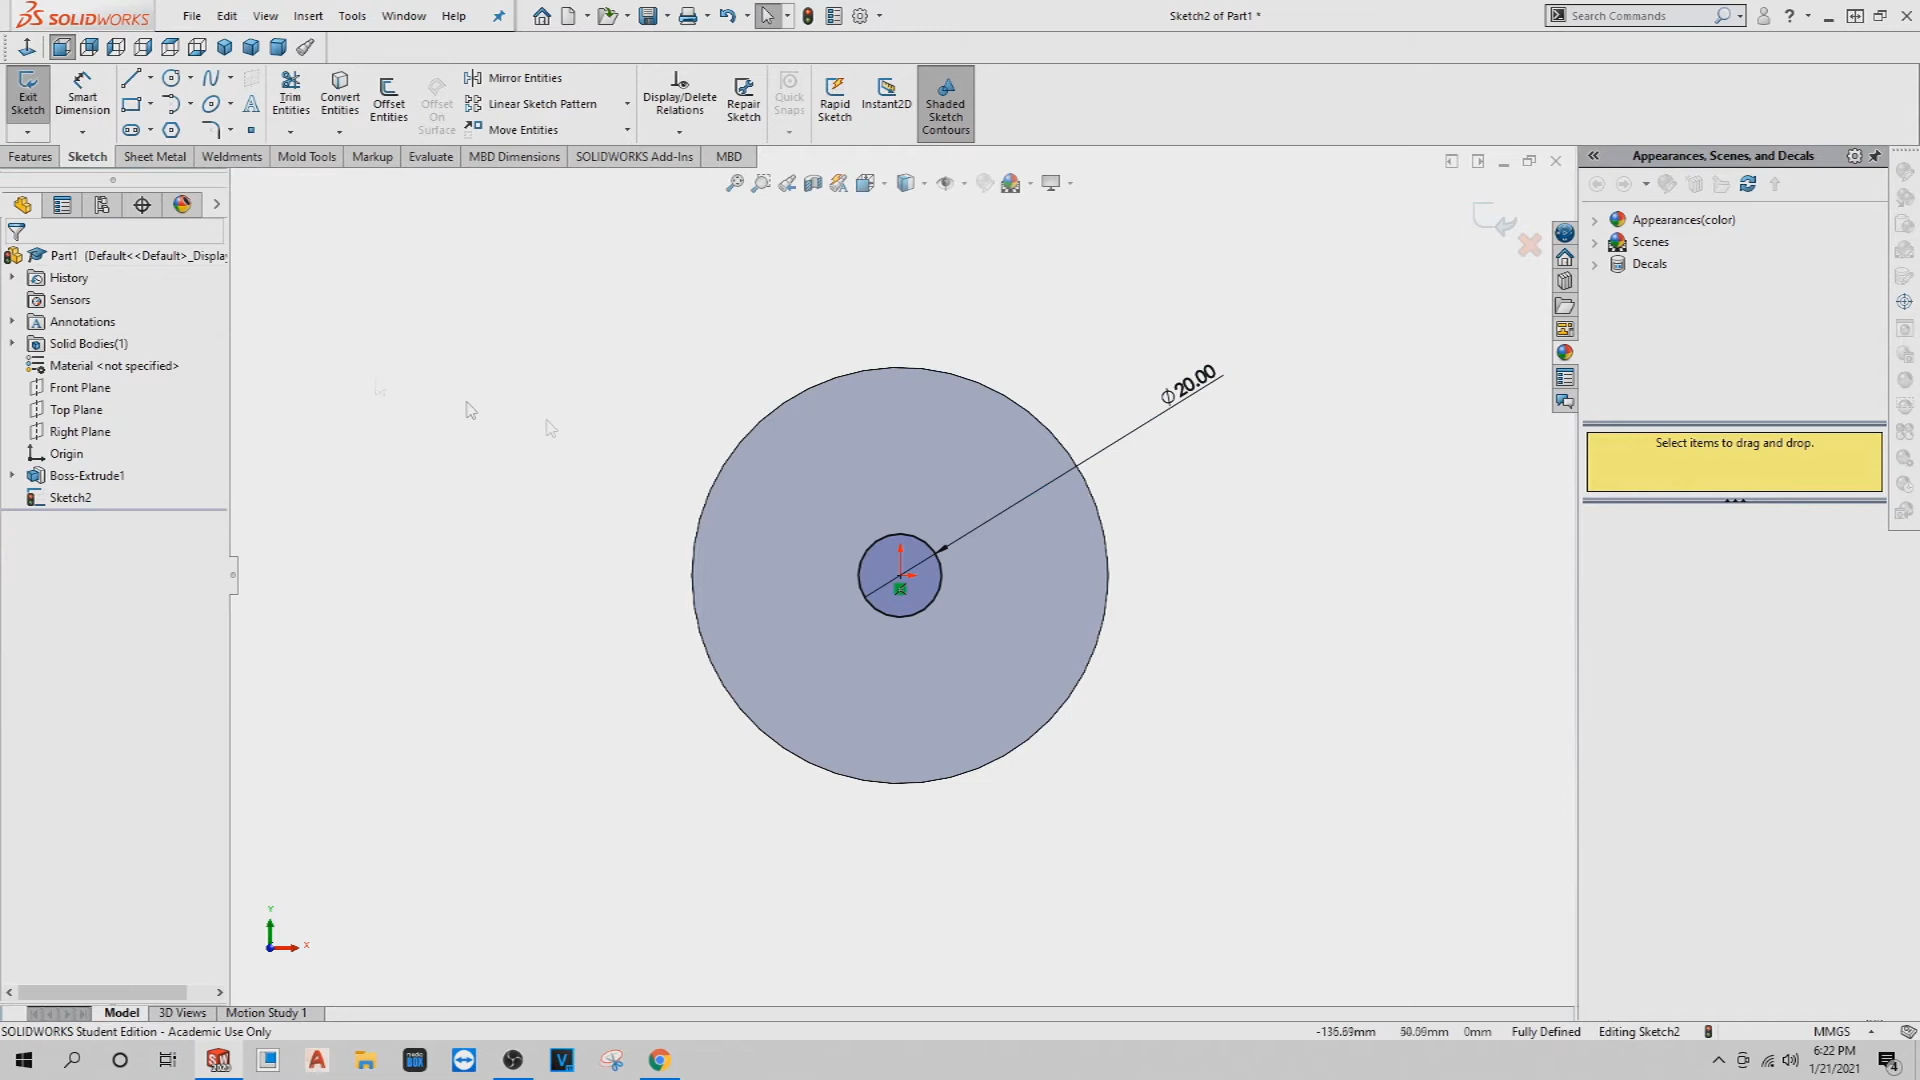 SOLIDWORKS File Edit View Insert Tools Window Help
Sketch2 of Part1 *
Search Commands
Exit Sketch
Smart Dimension
Trim Entities
Convert Entities
Offset Entities
Offset On Surface
Mirror Entities
Linear Sketch Pattern
Move Entities
Display/Delete Relations
Repair Sketch
Quick Snaps
Rapid Sketch
Instant2D
Shaded Sketch Contours
Features Sketch Sheet Metal Weldments Mold Tools Markup Evaluate MBD Dimensions SOLIDWORKS Add-Ins MBD
Appearances, Scenes, and Decals
Appearances(color)
Scenes
Decals
Select items to drag and drop.
Part1 (Default<<Default>_Display
History
Sensors
Annotations
Solid Bodies(1)
Material <not specified>
Front Plane
Top Plane
Right Plane
Origin
Boss-Extrude1
Sketch2
∅20.00
Y
X
Model 3D Views Motion Study 1
SOLIDWORKS Student Edition - Academic Use Only
0mm Fully Defined Editing Sketch2 MMGS
6:22 PM
1/21/2021
4